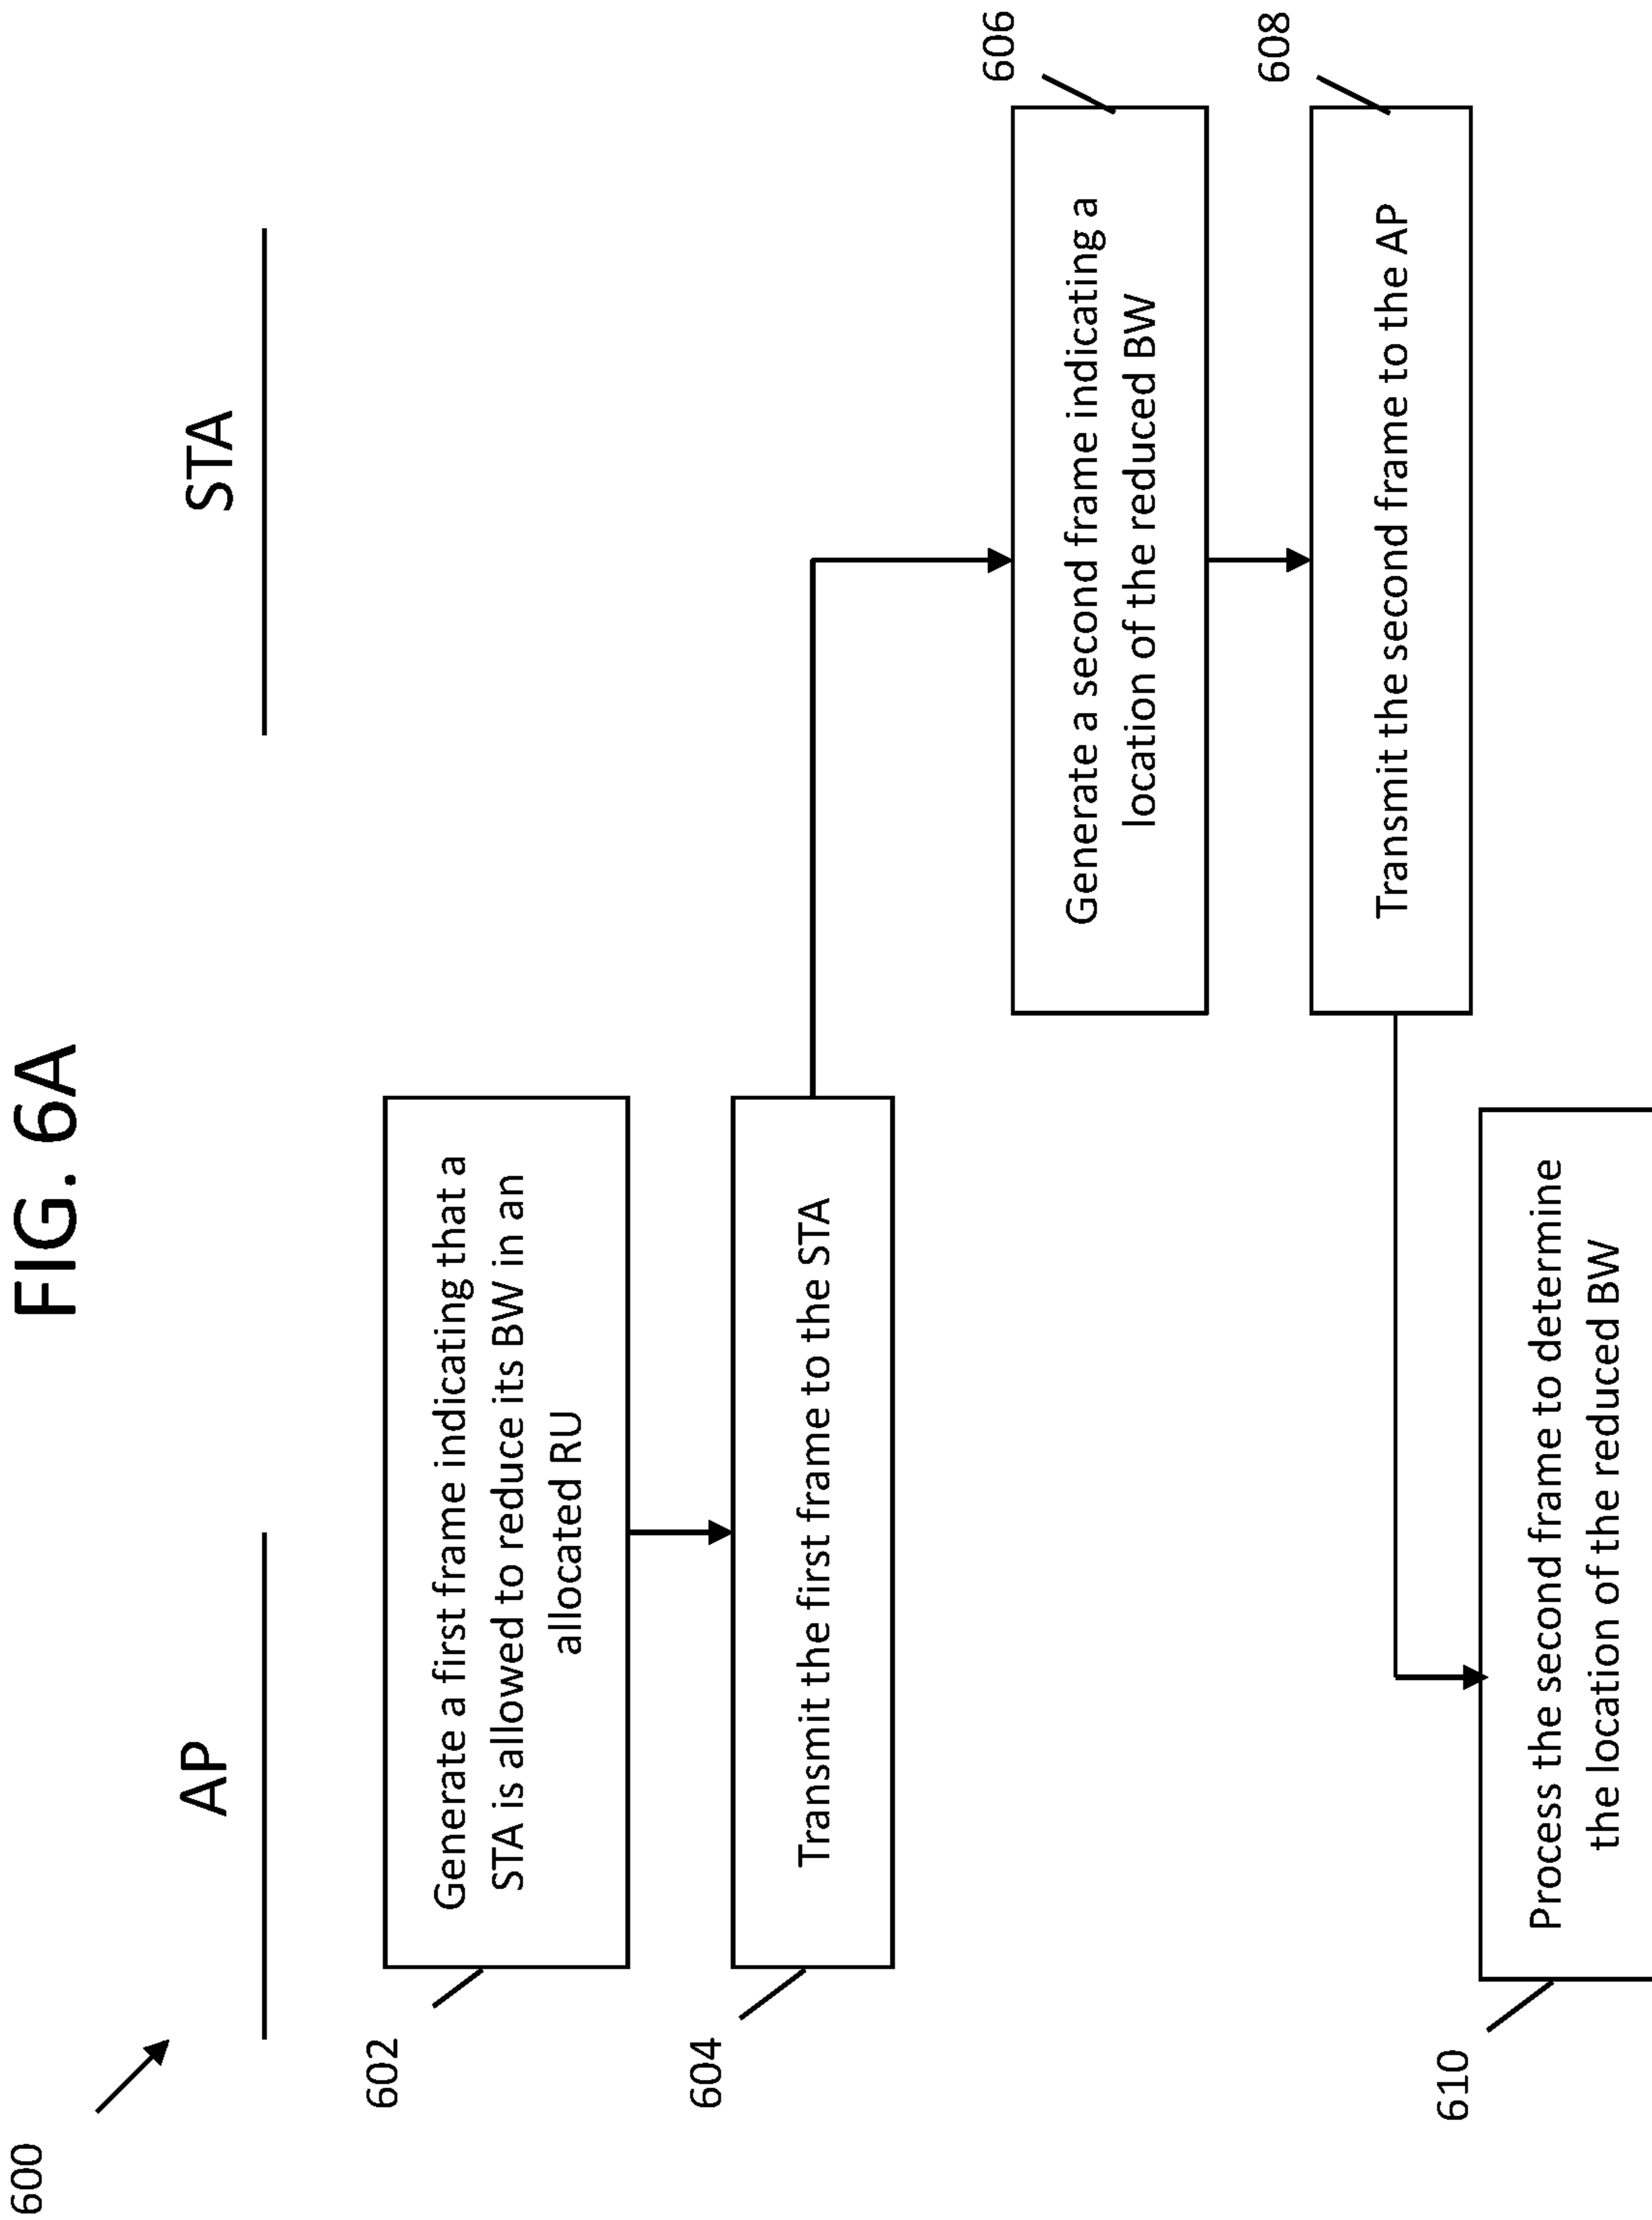 FIG. 6A
600
AP
STA
602
Generate a first frame indicating that a
STA is allowed to reduce its BW in an
allocated RU
604
Transmit the first frame to the STA
606
Generate a second frame indicating a
location of the reduced BW
608
Transmit the second frame to the AP
610
Process the second frame to determine
the location of the reduced BW